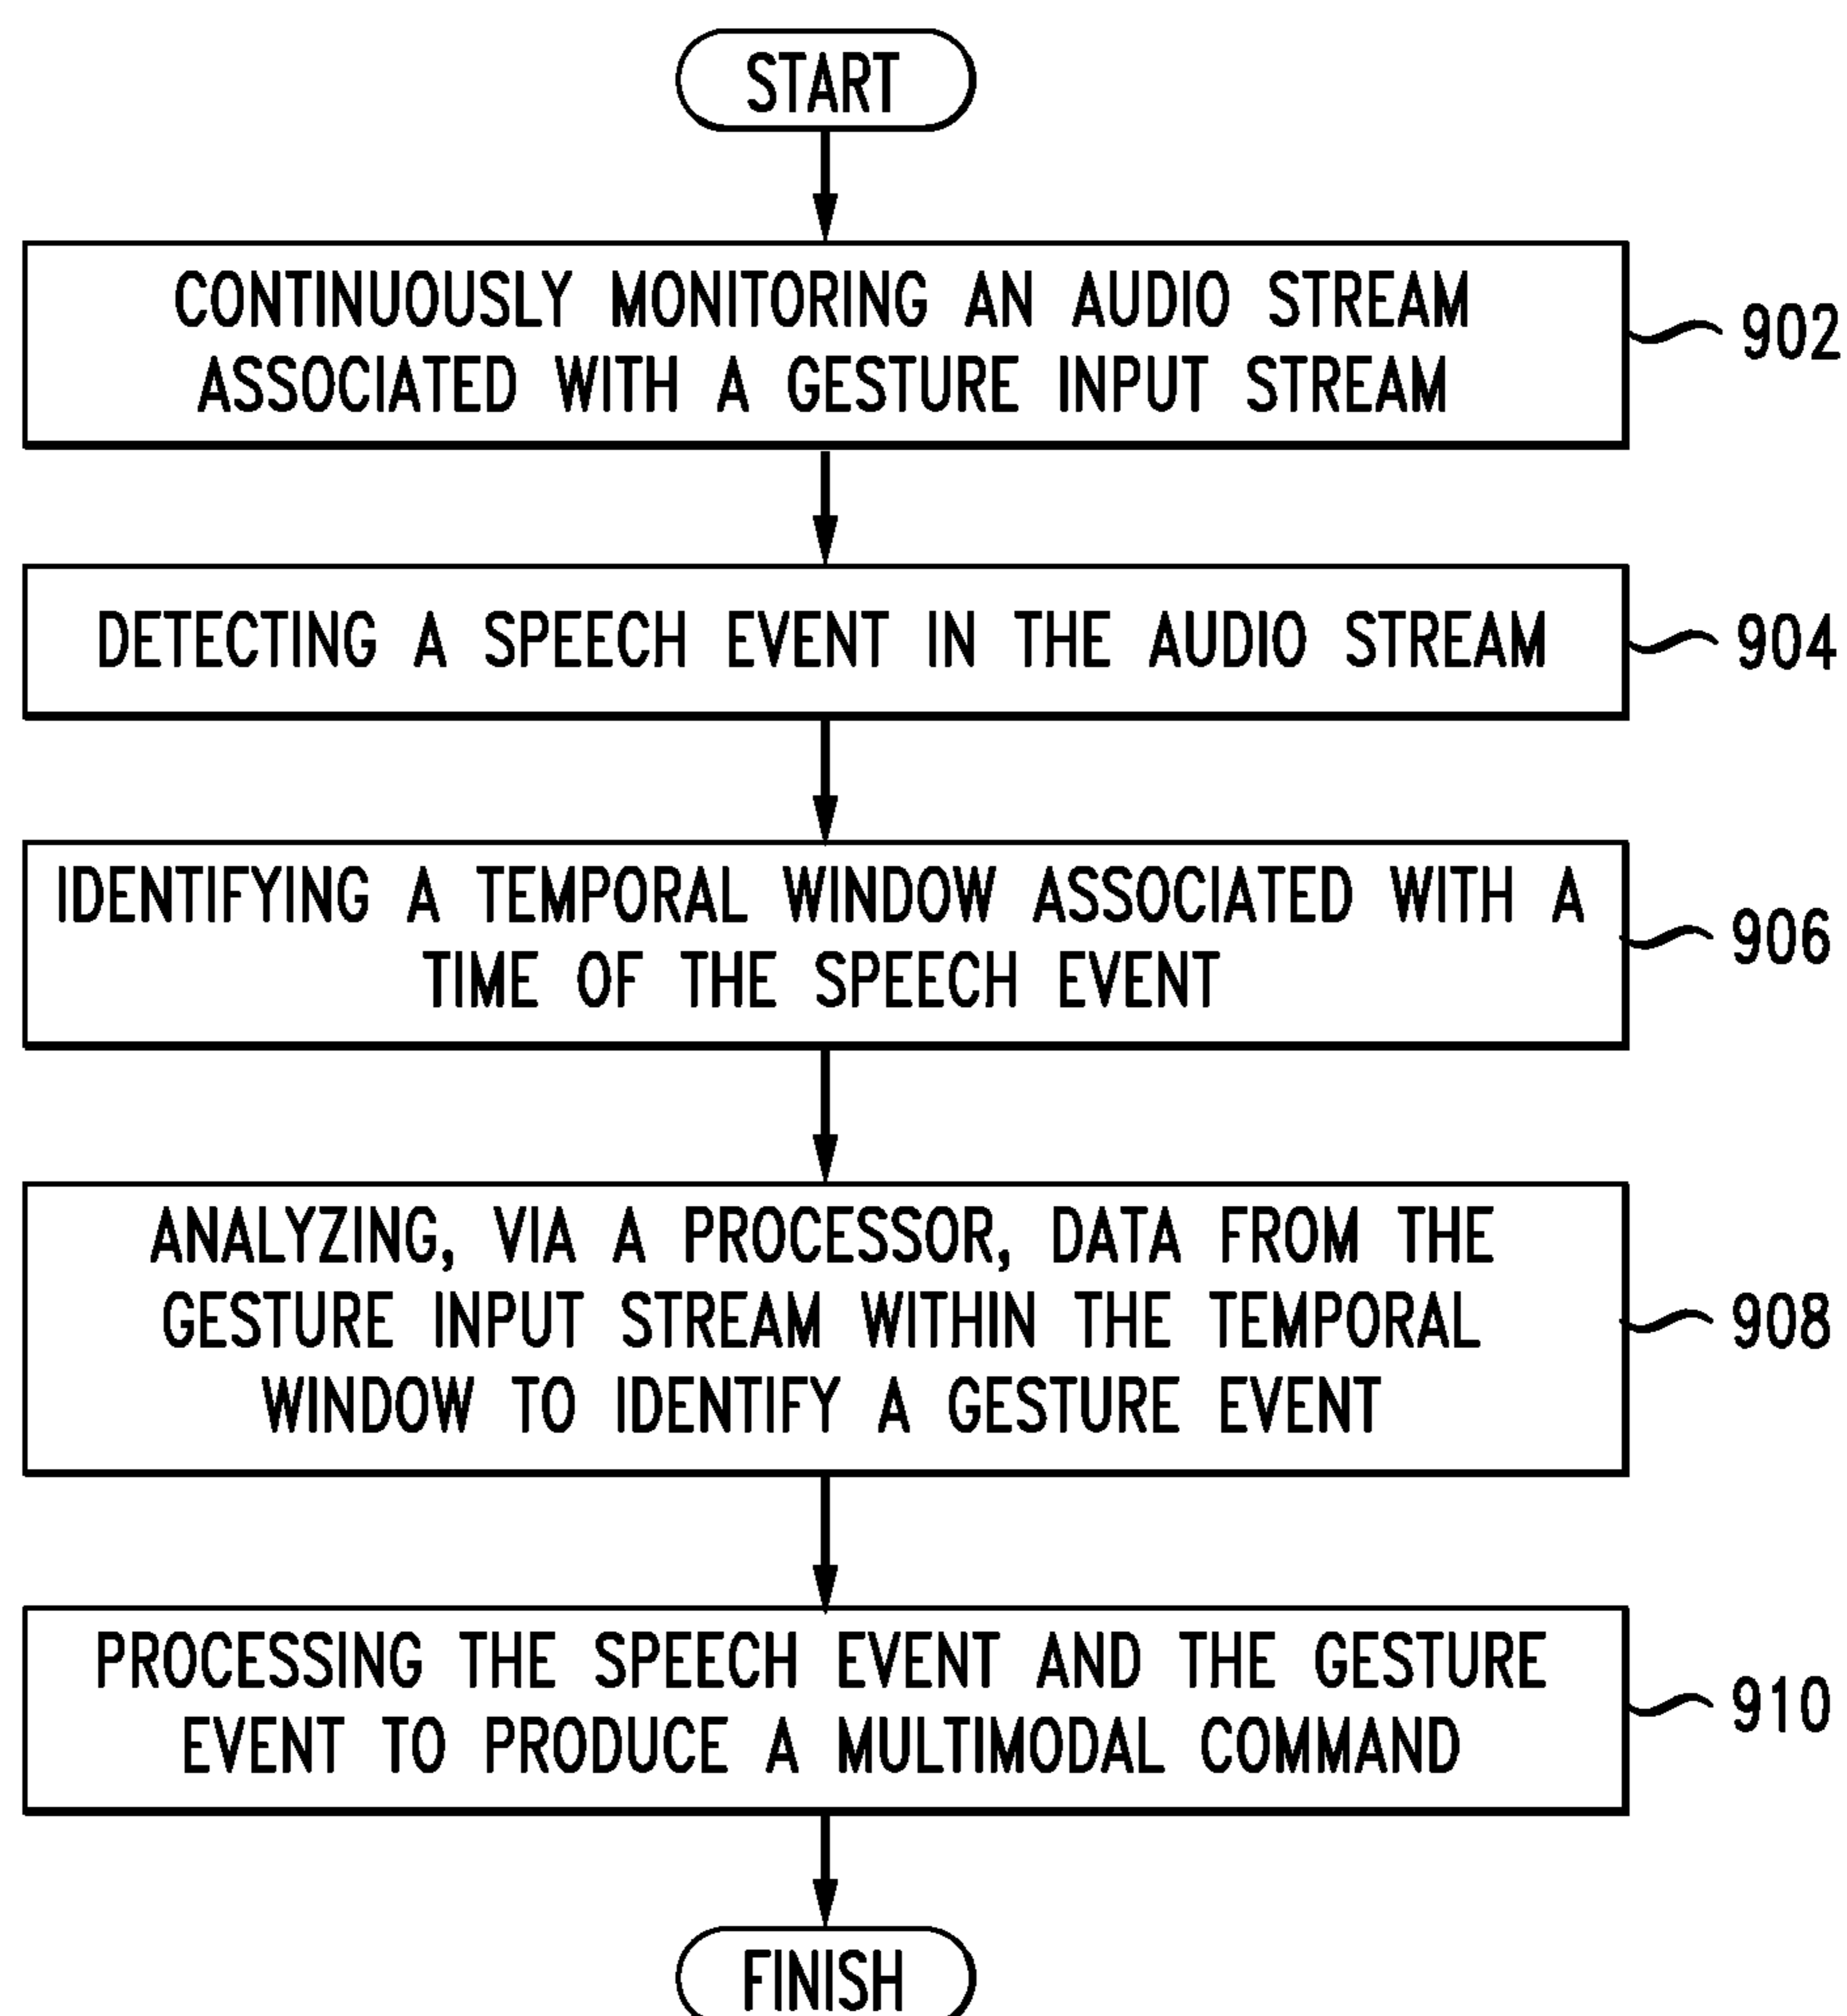 START
CONTINUOUSLY MONITORING AN AUDIO STREAM
ASSOCIATED WITH A GESTURE INPUT STREAM
902
DETECTING A SPEECH EVENT IN THE AUDIO STREAM
904
IDENTIFYING A TEMPORAL WINDOW ASSOCIATED WITH A
TIME OF THE SPEECH EVENT
906
ANALYZING, VIA A PROCESSOR, DATA FROM THE
GESTURE INPUT STREAM WITHIN THE TEMPORAL
WINDOW TO IDENTIFY A GESTURE EVENT
908
PROCESSING THE SPEECH EVENT AND THE GESTURE
EVENT TO PRODUCE A MULTIMODAL COMMAND
910
FINISH